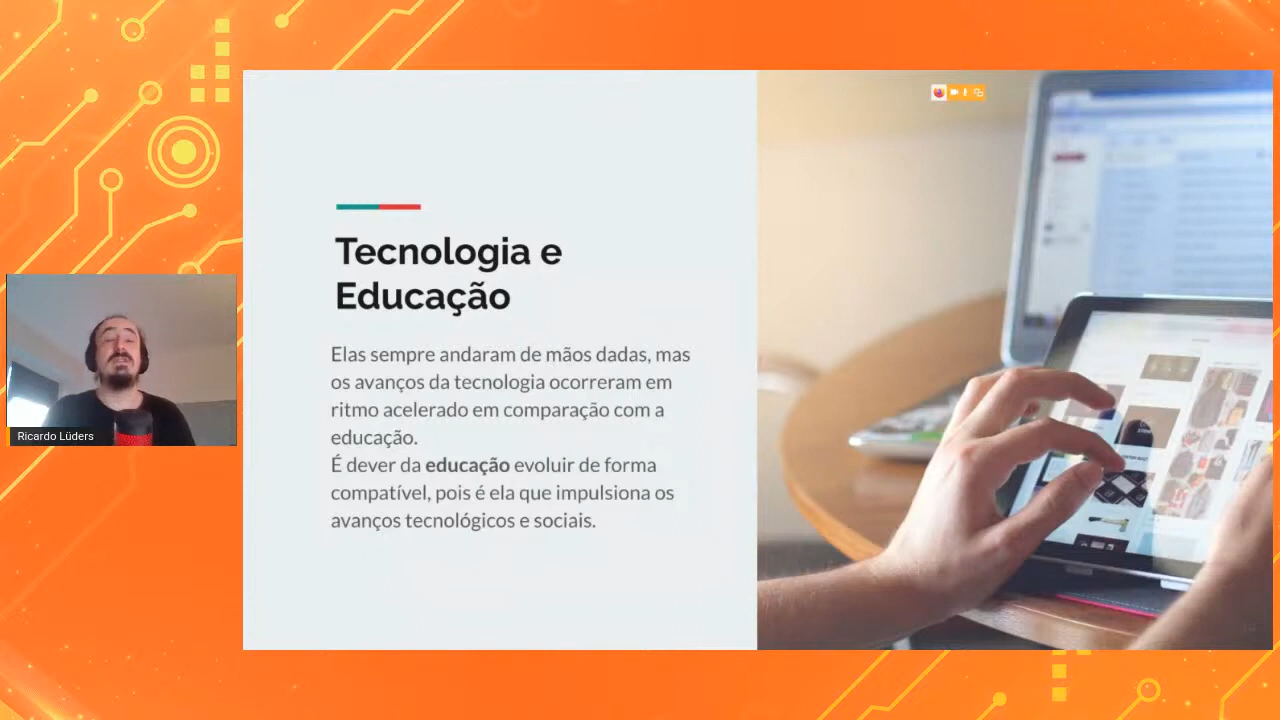 Tecnologia e
Educação
Elas sempre andaram de mãos dadas, mas
os avanços da tecnologia ocorreram em
ritmo acelerado em comparação com a
educação.
É dever da educação evoluir de forma
compatível, pois é ela que impulsiona os
avanços tecnológicos e sociais.
Ricardo Lüders